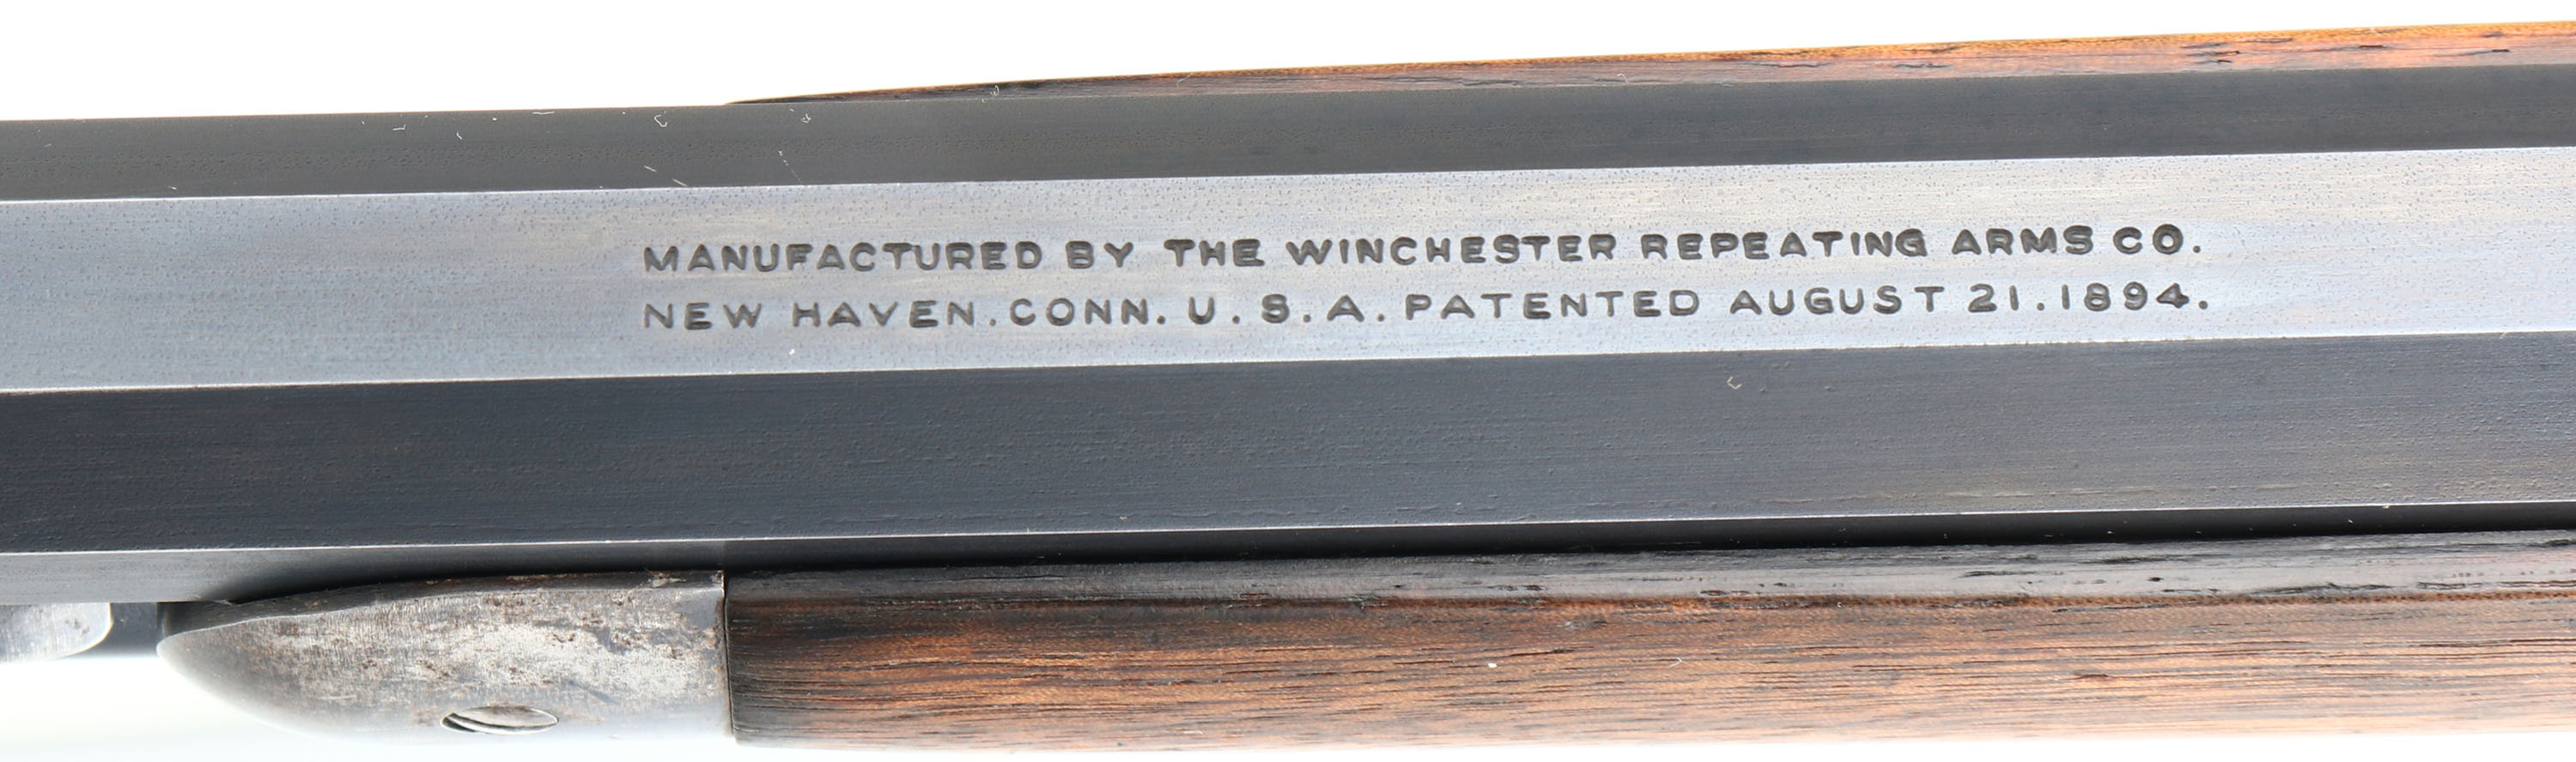 MANUFACTURED BY THE WINCHESTER REPEATING ARMS CO.
NEW HAVEN.CONN. U.S.A. PATENTED AUGUST 21.1894.